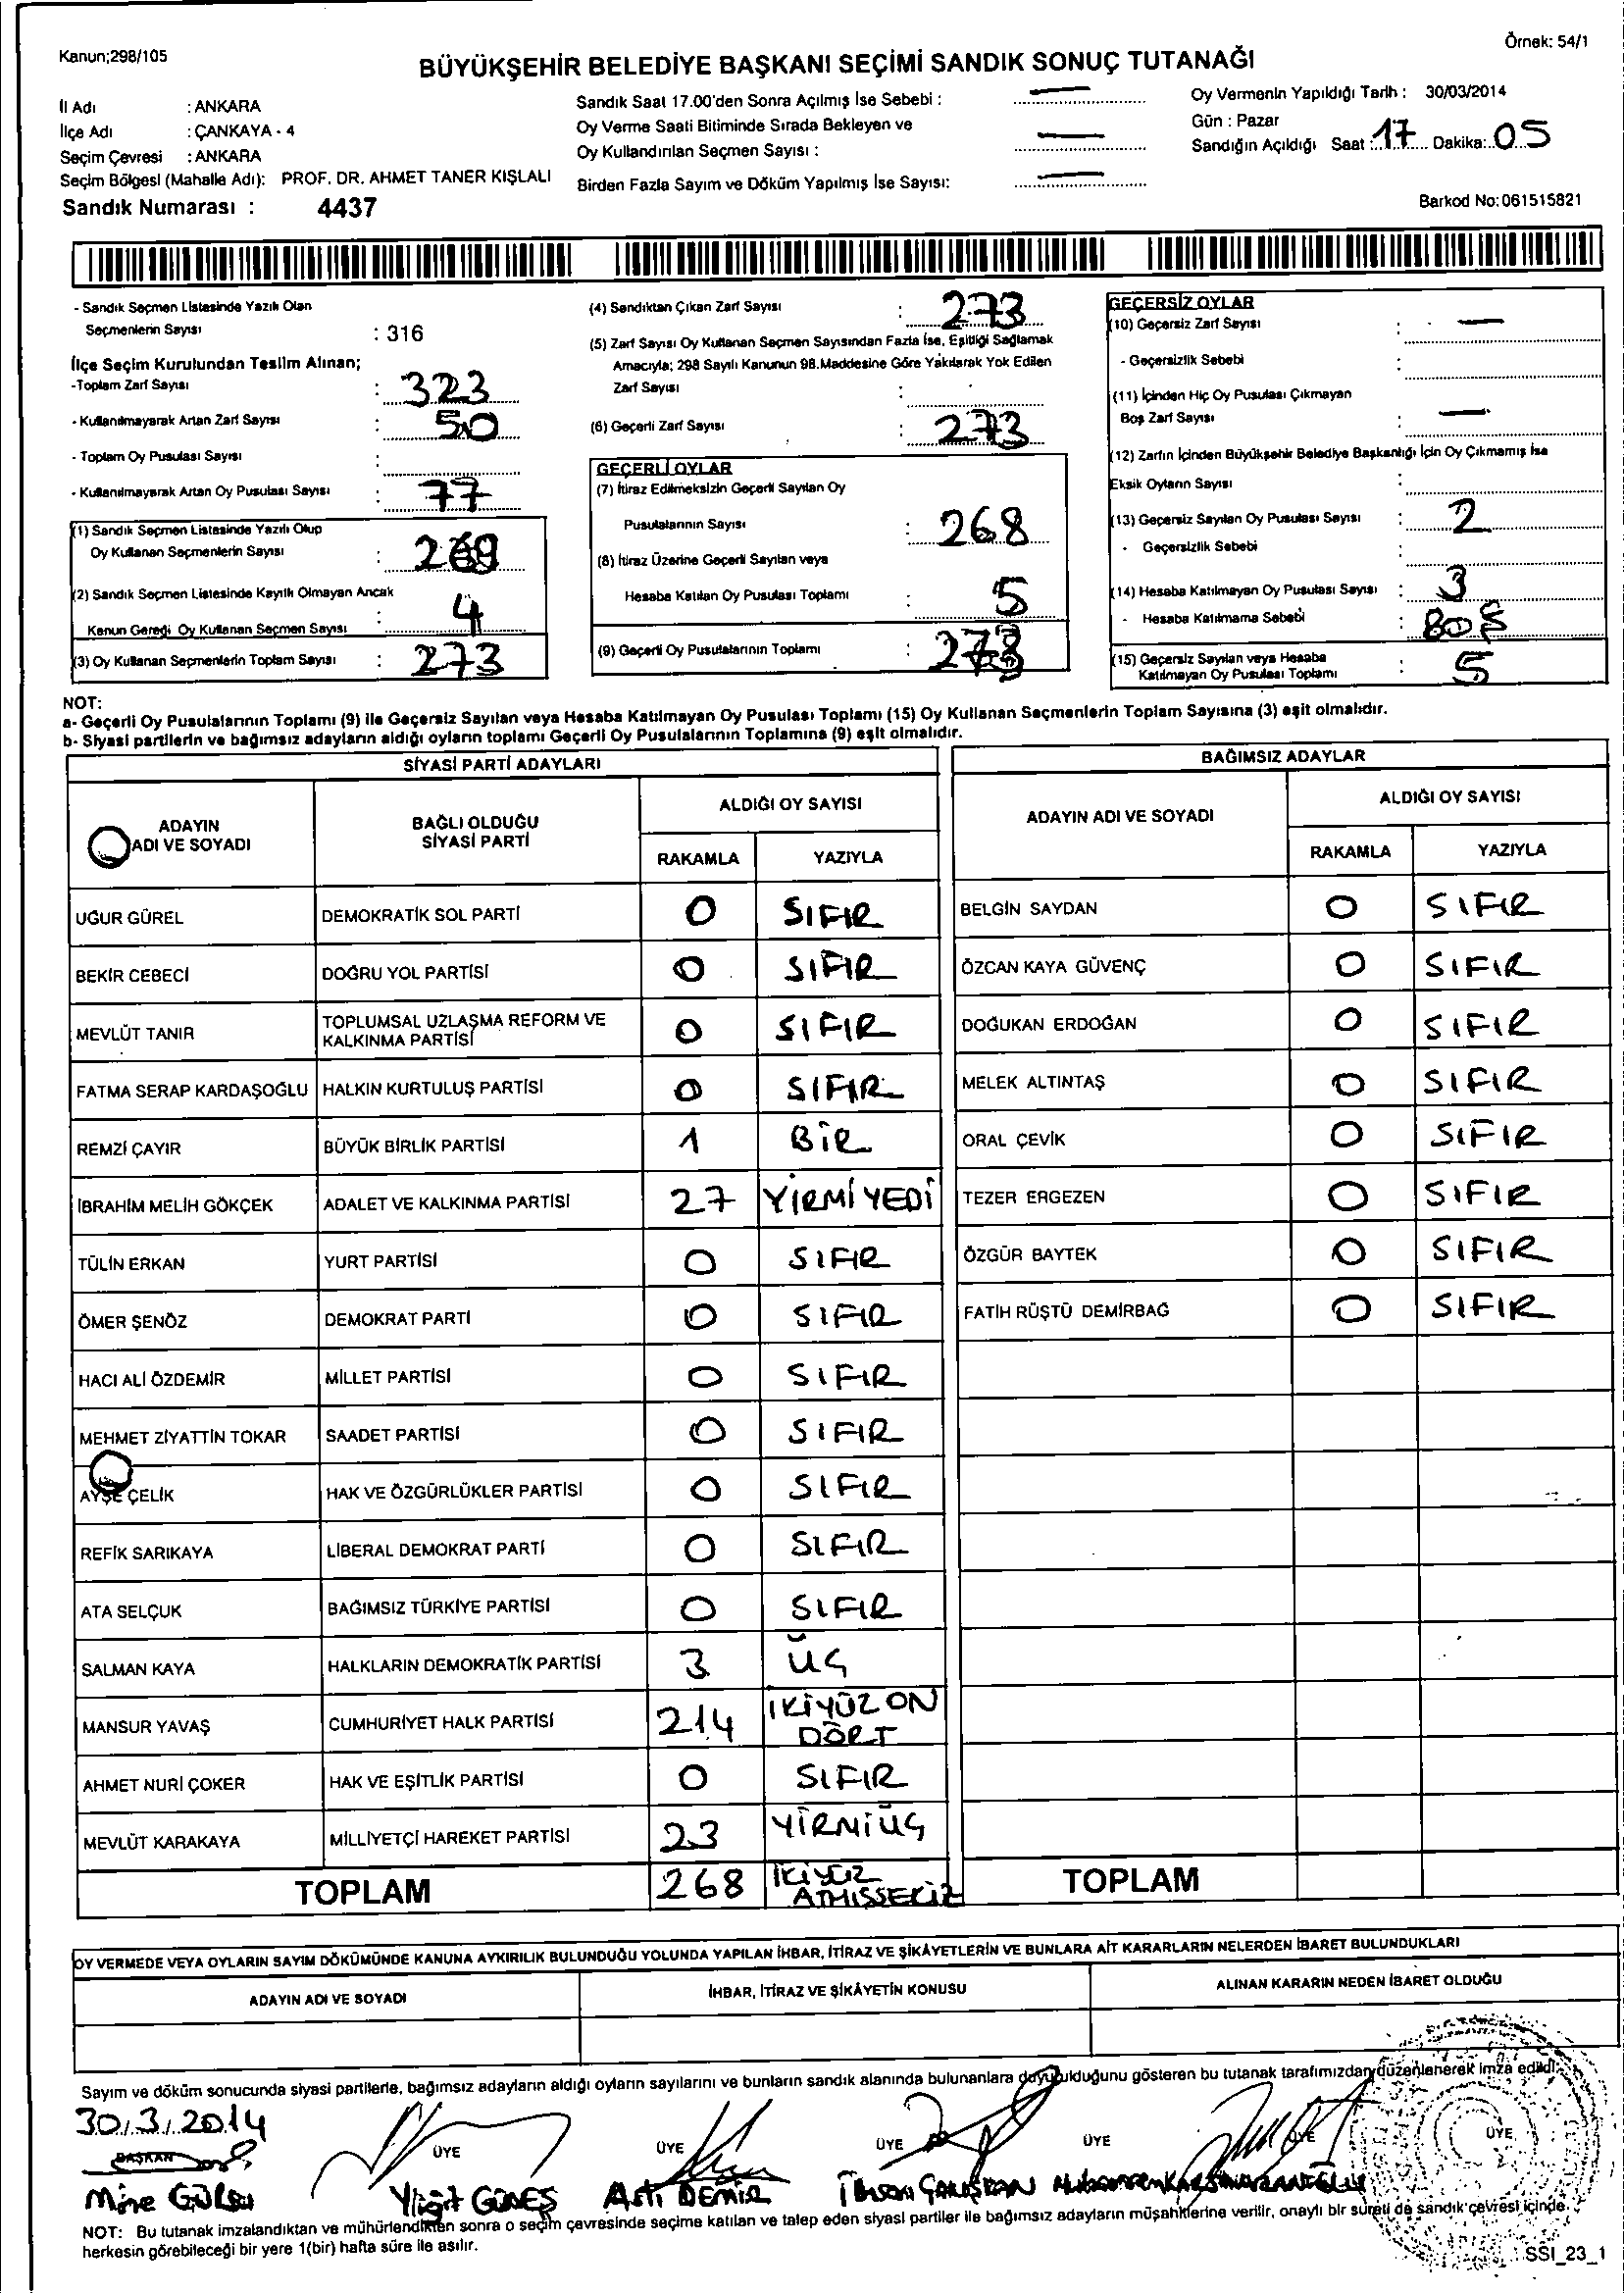 Kanun;298/105
Örnek: 54/1
BÜYÜKŞEHİR BELEDİYE BAŞKANI SEÇİMİ SANDIK SONUÇ TUTANAĞI
İl Adı : ANKARA
İlçe Adı : ÇANKAYA - 4
Seçim Çevresi : ANKARA
Seçim Bölgesi (Mahalle Adı): PROF. DR. AHMET TANER KIŞLALI
Sandık Numarası : 4437
Sandık Saat 17.00'den Sonra Açılmış İse Sebebi : —
Oy Verme Saati Bitiminde Sırada Bekleyen ve
Oy Kullandırılan Seçmen Sayısı : —
Birden Fazla Sayım ve Döküm Yapılmış İse Sayısı: —
Oy Vermenin Yapıldığı Tarih : 30/03/2014
Gün : Pazar
Sandığın Açıldığı Saat : 17 Dakika: 05
Barkod No:061515821
- Sandık Seçmen Listesinde Yazılı Olan
Seçmenlerin Sayısı : 316
İlçe Seçim Kurulundan Teslim Alınan;
-Toplam Zarf Sayısı : 323
- Kullanılmayarak Artan Zarf Sayısı : 50
- Toplam Oy Pusulası Sayısı :
- Kullanılmayarak Artan Oy Pusulası Sayısı : 77
(1) Sandık Seçmen Listesinde Yazılı Olup
Oy Kullanan Seçmenlerin Sayısı : 269
(2) Sandık Seçmen Listesinde Kayıtlı Olmayan Ancak
Kanun Gereği Oy Kullanan Seçmen Sayısı : 4
(3) Oy Kullanan Seçmenlerin Toplam Sayısı : 273
(4) Sandıktan Çıkan Zarf Sayısı : 273
(5) Zarf Sayısı Oy Kullanan Seçmen Sayısından Fazla İse, Eşitliği Sağlamak
Amacıyla; 298 Sayılı Kanunun 98.Maddesine Göre Yakılarak Yok Edilen
Zarf Sayısı :
(6) Geçerli Zarf Sayısı : 273
GEÇERLİ OYLAR
(7) İtiraz Edilmeksizin Geçerli Sayılan Oy
Pusulalarının Sayısı : 268
(8) İtiraz Üzerine Geçerli Sayılan veya
Hesaba Katılan Oy Pusulası Toplamı : 5
(9) Geçerli Oy Pusulalarının Toplamı : 273
GEÇERSİZ OYLAR
(10) Geçersiz Zarf Sayısı : —
- Geçersizlik Sebebi :
(11) İçinden Hiç Oy Pusulası Çıkmayan
Boş Zarf Sayısı : —
(12) Zarfın İçinden Büyükşehir Belediye Başkanlığı İçin Oy Çıkmamış İse
Eksik Oyların Sayısı :
(13) Geçersiz Sayılan Oy Pusulası Sayısı : 2
- Geçersizlik Sebebi :
(14) Hesaba Katılmayan Oy Pusulası Sayısı : 3
- Hesaba Katılmama Sebebi : BOŞ
(15) Geçersiz Sayılan veya Hesaba
Katılmayan Oy Pusulası Toplamı : 5
NOT:
a- Geçerli Oy Pusulalarının Toplamı (9) ile Geçersiz Sayılan veya Hesaba Katılmayan Oy Pusulası Toplamı (15) Oy Kullanan Seçmenlerin Toplam Sayısına (3) eşit olmalıdır.
b- Siyasi partilerin ve bağımsız adayların aldığı oyların toplamı Geçerli Oy Pusulalarının Toplamına (9) eşit olmalıdır.
SİYASİ PARTİ ADAYLARI
ADAYIN ADI VE SOYADI
BAĞLI OLDUĞU SİYASİ PARTİ
ALDIĞI OY SAYISI
RAKAMLA YAZIYLA
UĞUR GÜREL DEMOKRATİK SOL PARTİ 0 SIFIR
BEKİR CEBECİ DOĞRU YOL PARTİSİ 0 SIFIR
MEVLÜT TANIR TOPLUMSAL UZLAŞMA REFORM VE KALKINMA PARTİSİ 0 SIFIR
FATMA SERAP KARDAŞOĞLU HALKIN KURTULUŞ PARTİSİ 0 SIFIR
REMZİ ÇAYIR BÜYÜK BİRLİK PARTİSİ 1 BİR
İBRAHİM MELİH GÖKÇEK ADALET VE KALKINMA PARTİSİ 27 YİRMİ YEDİ
TÜLİN ERKAN YURT PARTİSİ 0 SIFIR
ÖMER ŞENÖZ DEMOKRAT PARTİ 0 SIFIR
HACI ALİ ÖZDEMİR MİLLET PARTİSİ 0 SIFIR
MEHMET ZİYATTİN TOKAR SAADET PARTİSİ 0 SIFIR
AYŞE ÇELİK HAK VE ÖZGÜRLÜKLER PARTİSİ 0 SIFIR
REFİK SARIKAYA LİBERAL DEMOKRAT PARTİ 0 SIFIR
ATA SELÇUK BAĞIMSIZ TÜRKİYE PARTİSİ 0 SIFIR
SALMAN KAYA HALKLARIN DEMOKRATİK PARTİSİ 3 ÜÇ
MANSUR YAVAŞ CUMHURİYET HALK PARTİSİ 214 İKİYÜZ ON DÖRT
AHMET NURİ ÇOKER HAK VE EŞİTLİK PARTİSİ 0 SIFIR
MEVLÜT KARAKAYA MİLLİYETÇİ HAREKET PARTİSİ 23 YİRMİÜÇ
TOPLAM 268 İKİYÜZ ATMIŞSEKİZ
BAĞIMSIZ ADAYLAR
ADAYIN ADI VE SOYADI
ALDIĞI OY SAYISI
RAKAMLA YAZIYLA
BELGİN SAYDAN 0 SIFIR
ÖZCAN KAYA GÜVENÇ 0 SIFIR
DOĞUKAN ERDOĞAN 0 SIFIR
MELEK ALTINTAŞ 0 SIFIR
ORAL ÇEVİK 0 SIFIR
TEZER ERGEZEN 0 SIFIR
ÖZGÜR BAYTEK 0 SIFIR
FATİH RÜŞTÜ DEMİRBAĞ 0 SIFIR
TOPLAM
OY VERMEDE VEYA OYLARIN SAYIM DÖKÜMÜNDE KANUNA AYKIRILIK BULUNDUĞU YOLUNDA YAPILAN İHBAR, İTİRAZ VE ŞİKÂYETLERİN VE BUNLARA AİT KARARLARIN NELERDEN İBARET BULUNDUKLARI
ADAYIN ADI VE SOYADI
İHBAR, İTİRAZ VE ŞİKÂYETİN KONUSU
ALINAN KARARIN NEDEN İBARET OLDUĞU
Sayım ve döküm sonucunda siyasi partilerle, bağımsız adayların aldığı oyların sayılarını ve bunların sandık alanında bulunanlara duyurulduğunu gösteren bu tutanak tarafımızdan düzenlenerek imza edildi.
30.3.2014
BAŞKAN ÜYE ÜYE ÜYE ÜYE ÜYE ÜYE
Mine GÜLSU Yiğit GÜNEŞ Aslı DEMİR İhsan ÇALIŞKAN
NOT: Bu tutanak imzalandıktan ve mühürlendikten sonra o seçim çevresinde seçime katılan ve talep eden siyasi partiler ile bağımsız adayların müşahitlerine verilir, onaylı bir sureti de sandık çevresi içinde
herkesin görebileceği bir yere 1(bir) hafta süre ile asılır.
SSI_23_1